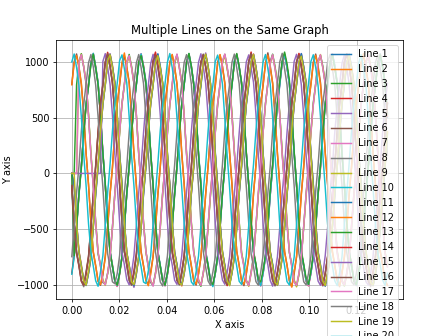 Multiple Lines on the Same Graph
Y axis
1000
500
0
−500
−1000
0.00
0.02
0.04
0.06
0.08
0.10
X axis
Line 1
Line 2
Line 3
Line 4
Line 5
Line 6
Line 7
Line 8
Line 9
Line 10
Line 11
Line 12
Line 13
Line 14
Line 15
Line 16
Line 17
Line 18
Line 19
Line 20